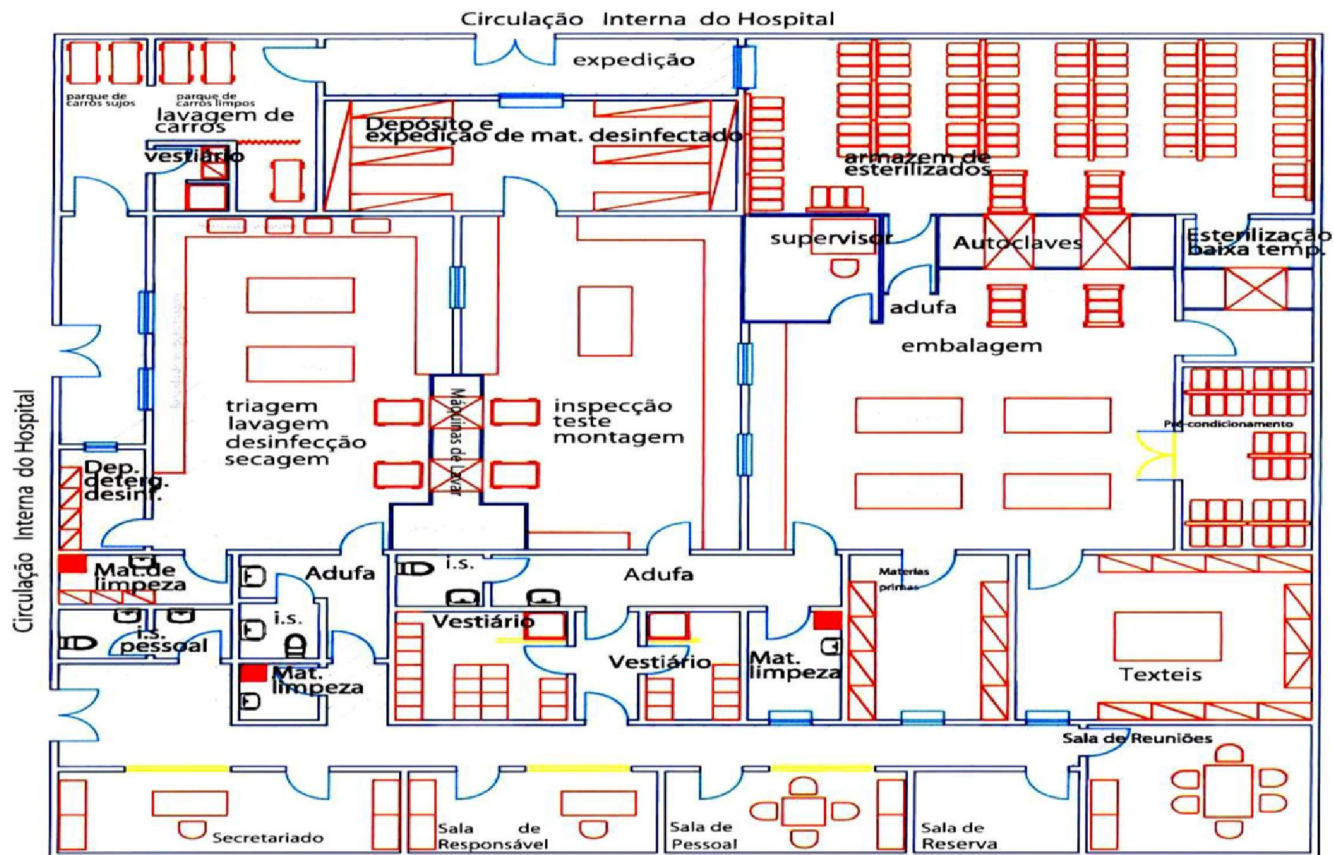 Circulação Interna do Hospital
expedição
parque de
carros sujos
parque de
carros limpos
lavagem de
carros
vestiário
Depósito e
expedição de mat. desinfectado
armazem de
esterilizados
supervisor
Autoclaves
Esterilização
baixa temp.
adufa
embalagem
triagem
lavagem
desinfecção
secagem
Máquinas de Lavar
inspecção
teste
montagem
Pré-condicionamento
Circulação Interna do Hospital
Dep.
deterg.
desinf.
Mat.de
limpeza
Adufa
i.s.
Adufa
Materias
primas
i.s.
pessoal
i.s.
Vestiário
Vestiário
Mat.
limpeza
Mat.
limpeza
Texteis
Sala de Reuniões
Secretariado
Sala de
Responsável
Sala de
Pessoal
Sala de
Reserva